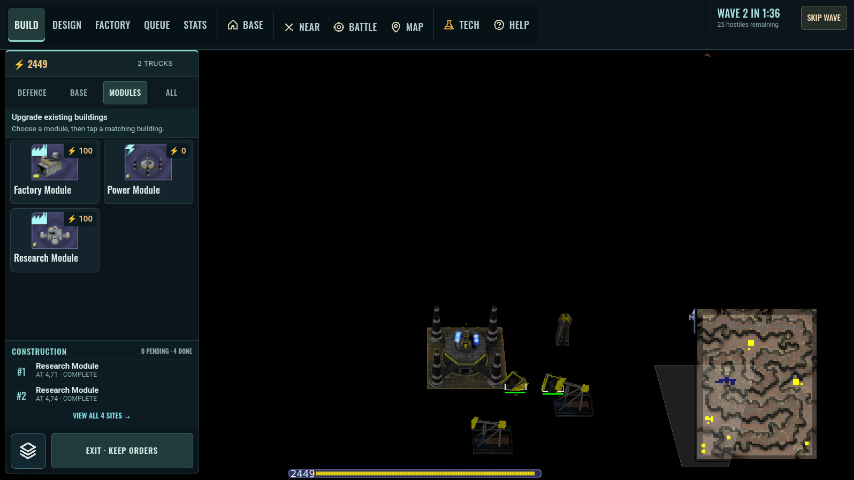 BUILD DESIGN FACTORY QUEUE STATS BASE NEAR BATTLE MAP TECH HELP
WAVE 2 IN 1:36
25 hostiles remaining
SKIP WAVE
2449
2 TRUCKS
DEFENCE BASE MODULES ALL
Upgrade existing buildings
Choose a module, then tap a matching building.
100
Factory Module
0
Power Module
100
Research Module
CONSTRUCTION
0 PENDING · 4 DONE
#1 Research Module
AT 4,71 · COMPLETE
#2 Research Module
AT 4,74 · COMPLETE
VIEW ALL 4 SITES →
EXIT · KEEP ORDERS
2449